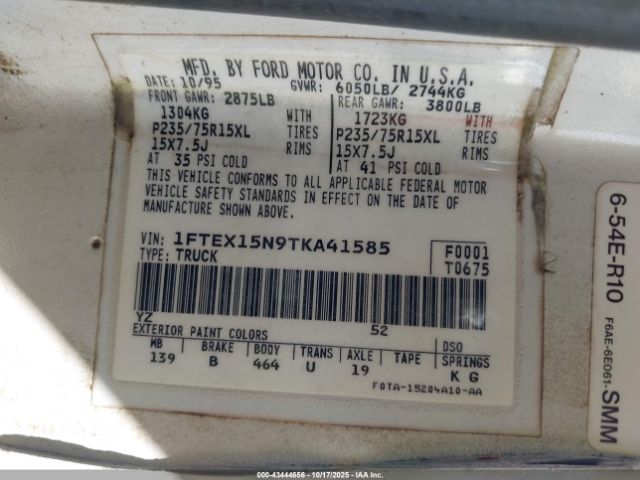 MFD. BY FORD MOTOR CO. IN U.S.A.
DATE: 10/95 GVWR: 6050LB/ 2744KG
FRONT GAWR: 2875LB REAR GAWR: 3800LB
1304KG WITH 1723KG WITH
P235/75R15XL TIRES P235/75R15XL TIRES
15X7.5J RIMS 15X7.5J RIMS
AT 35 PSI COLD AT 41 PSI COLD
THIS VEHICLE CONFORMS TO ALL APPLICABLE FEDERAL MOTOR
VEHICLE SAFETY STANDARDS IN EFFECT ON THE DATE OF
MANUFACTURE SHOWN ABOVE.
VIN: 1FTEX15N9TKA41585 F0001
TYPE: TRUCK T0675
YZ 52
EXTERIOR PAINT COLORS DSO
WB BRAKE BODY TRANS AXLE TAPE SPRINGS
139 B 464 U 19 K G
F0TA-15204A10-AA
6-54E-R10
F6AE-6E061-SMM
000-43444656 | 10/17/2025 | IAA Inc.